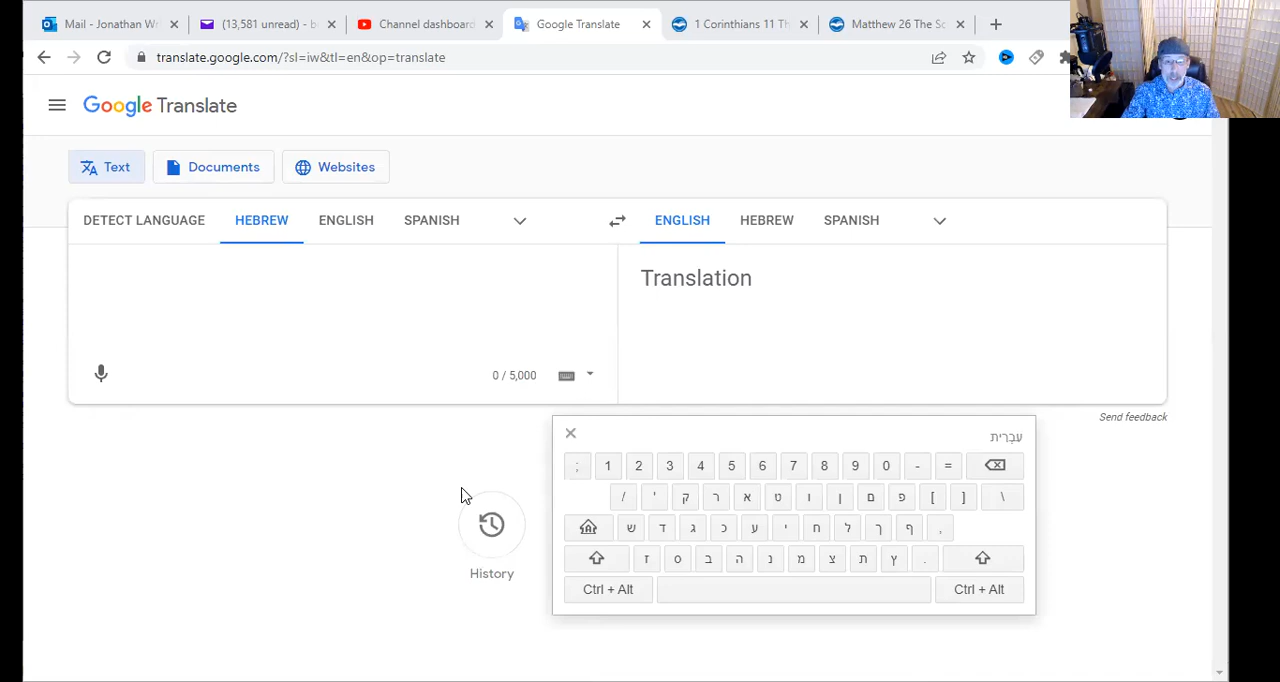 Mail - Jonathan W
(13,581 unread) - b
Channel dashboar
Google Translate
1 Corinthians 11 Th
Matthew 26 The Sc
translate.google.com/?sl=iw&tl=en&op=translate
Google Translate
Text
Documents
Websites
DETECT LANGUAGE
HEBREW
ENGLISH
SPANISH
ENGLISH
HEBREW
SPANISH
Translation
0 / 5,000
Send feedback
עִבְרִית
; 1 2 3 4 5 6 7 8 9 0 - =
/ ' ק ר א ט ו ן ם פ [ ] \
ש ד ג כ ע י ח ל ך ף ,
ז ס ב ה נ מ צ ת ץ .
Ctrl + Alt
Ctrl + Alt
History